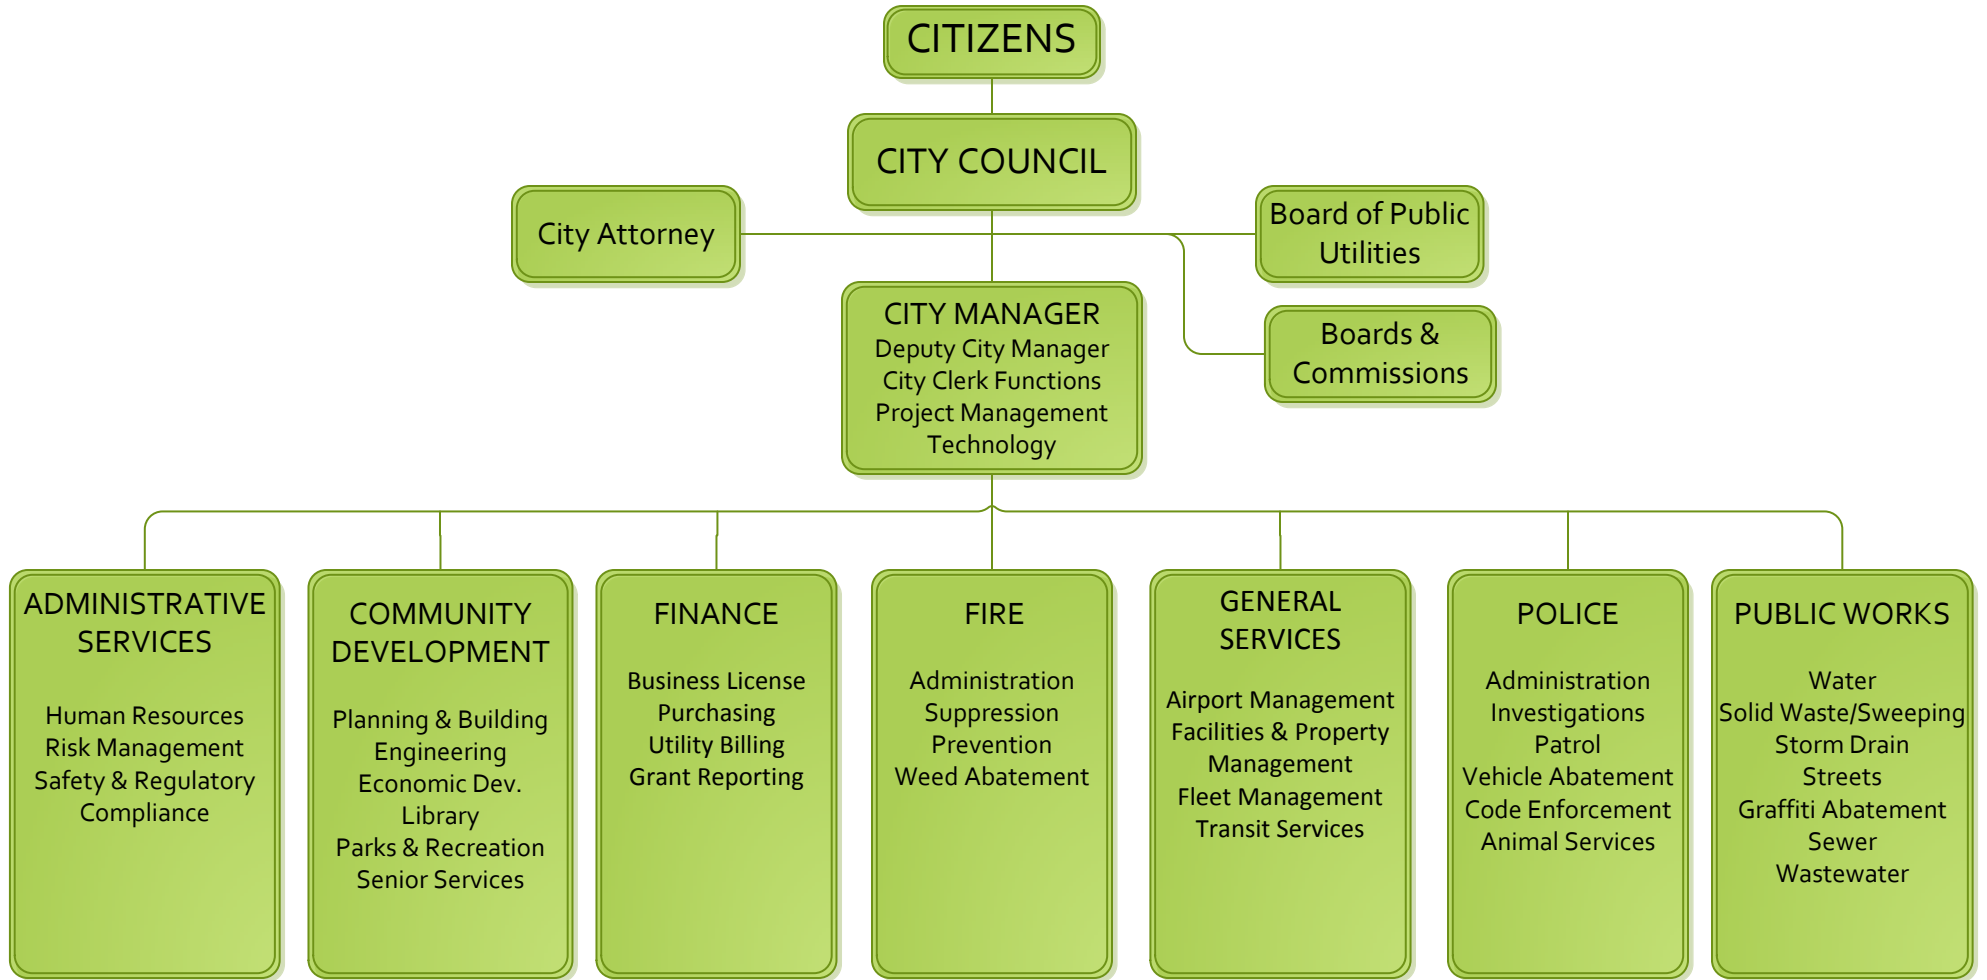 CITIZENS
CITY COUNCIL
City Attorney
Board of Public
Utilities
Boards &
Commissions
CITY MANAGER
Deputy City Manager
City Clerk Functions
Project Management
Technology
ADMINISTRATIVE
SERVICES
Human Resources
Risk Management
Safety & Regulatory
Compliance
COMMUNITY
DEVELOPMENT
Planning & Building
Engineering
Economic Dev.
Library
Parks & Recreation
Senior Services
FINANCE
Business License
Purchasing
Utility Billing
Grant Reporting
FIRE
Administration
Suppression
Prevention
Weed Abatement
GENERAL
SERVICES
Airport Management
Facilities & Property
Management
Fleet Management
Transit Services
POLICE
Administration
Investigations
Patrol
Vehicle Abatement
Code Enforcement
Animal Services
PUBLIC WORKS
Water
Solid Waste/Sweeping
Storm Drain
Streets
Graffiti Abatement
Sewer
Wastewater